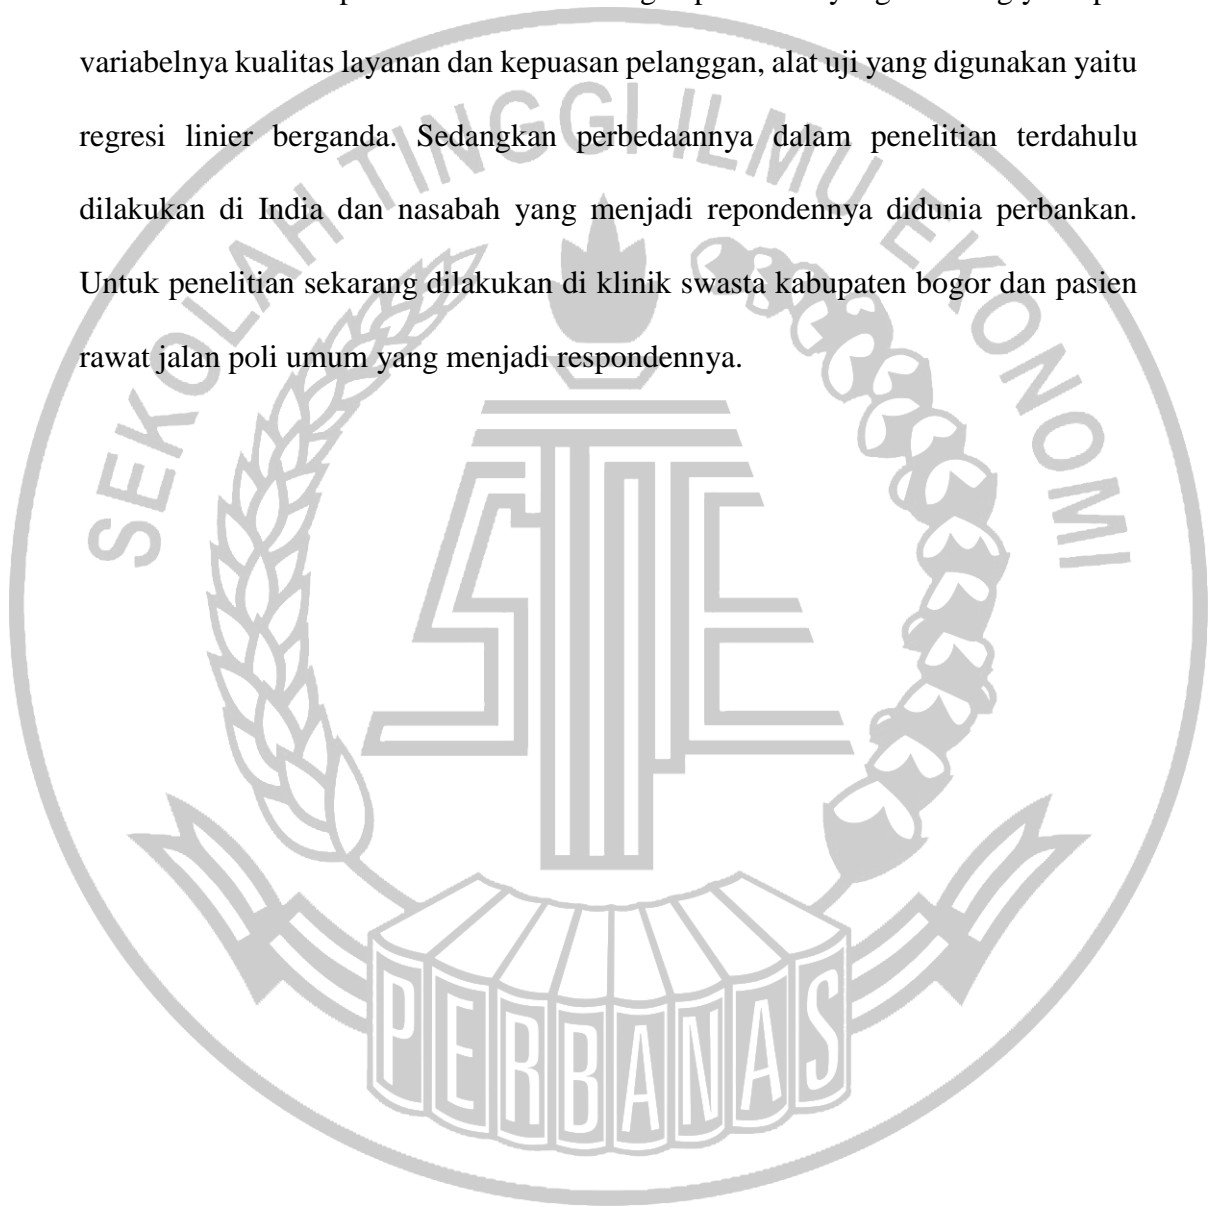 variabelnya kualitas layanan dan kepuasan pelanggan, alat uji yang digunakan yaitu
regresi linier berganda. Sedangkan perbedaannya dalam penelitian terdahulu
dilakukan di India dan nasabah yang menjadi repondennya didunia perbankan.
Untuk penelitian sekarang dilakukan di klinik swasta kabupaten bogor dan pasien
rawat jalan poli umum yang menjadi respondennya.
SEKOLAH TINGGI ILMU EKONOMI
STIE
PERBANAS